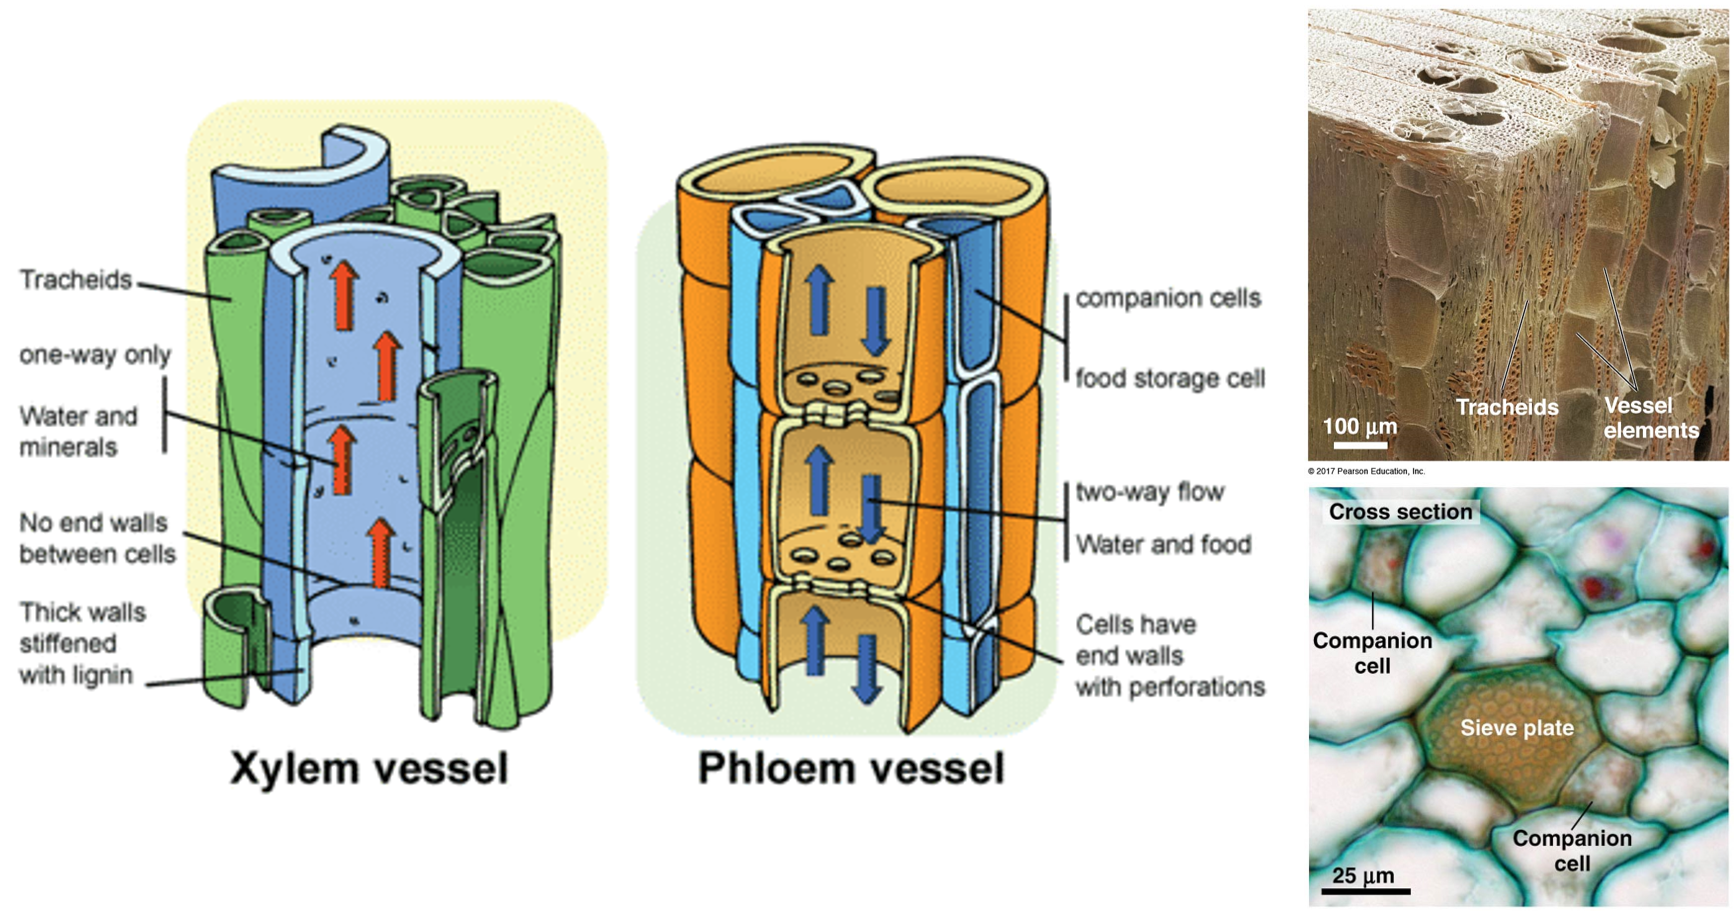 Tracheids
one-way only
Water and
minerals
No end walls
between cells
Thick walls
stiffened
with lignin
Xylem vessel
companion cells
food storage cell
two-way flow
Water and food
Cells have
end walls
with perforations
Phloem vessel
Tracheids
Vessel
elements
100 µm
© 2017 Pearson Education, Inc.
Cross section
Companion
cell
Sieve plate
Companion
cell
25 µm